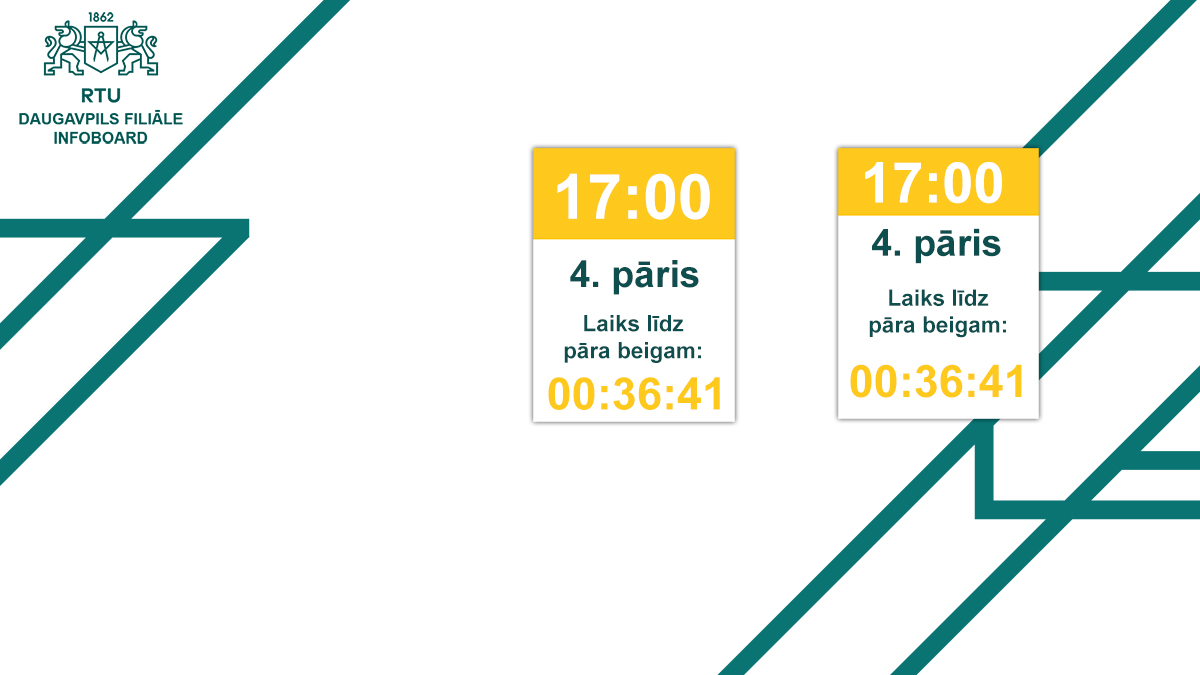 1862
RTU
DAUGAVPILS FILIĀLE
INFOBOARD
17:00
4. pāris
Laiks līdz
pāra beigam:
00:36:41
17:00
4. pāris
Laiks līdz
pāra beigam:
00:36:41